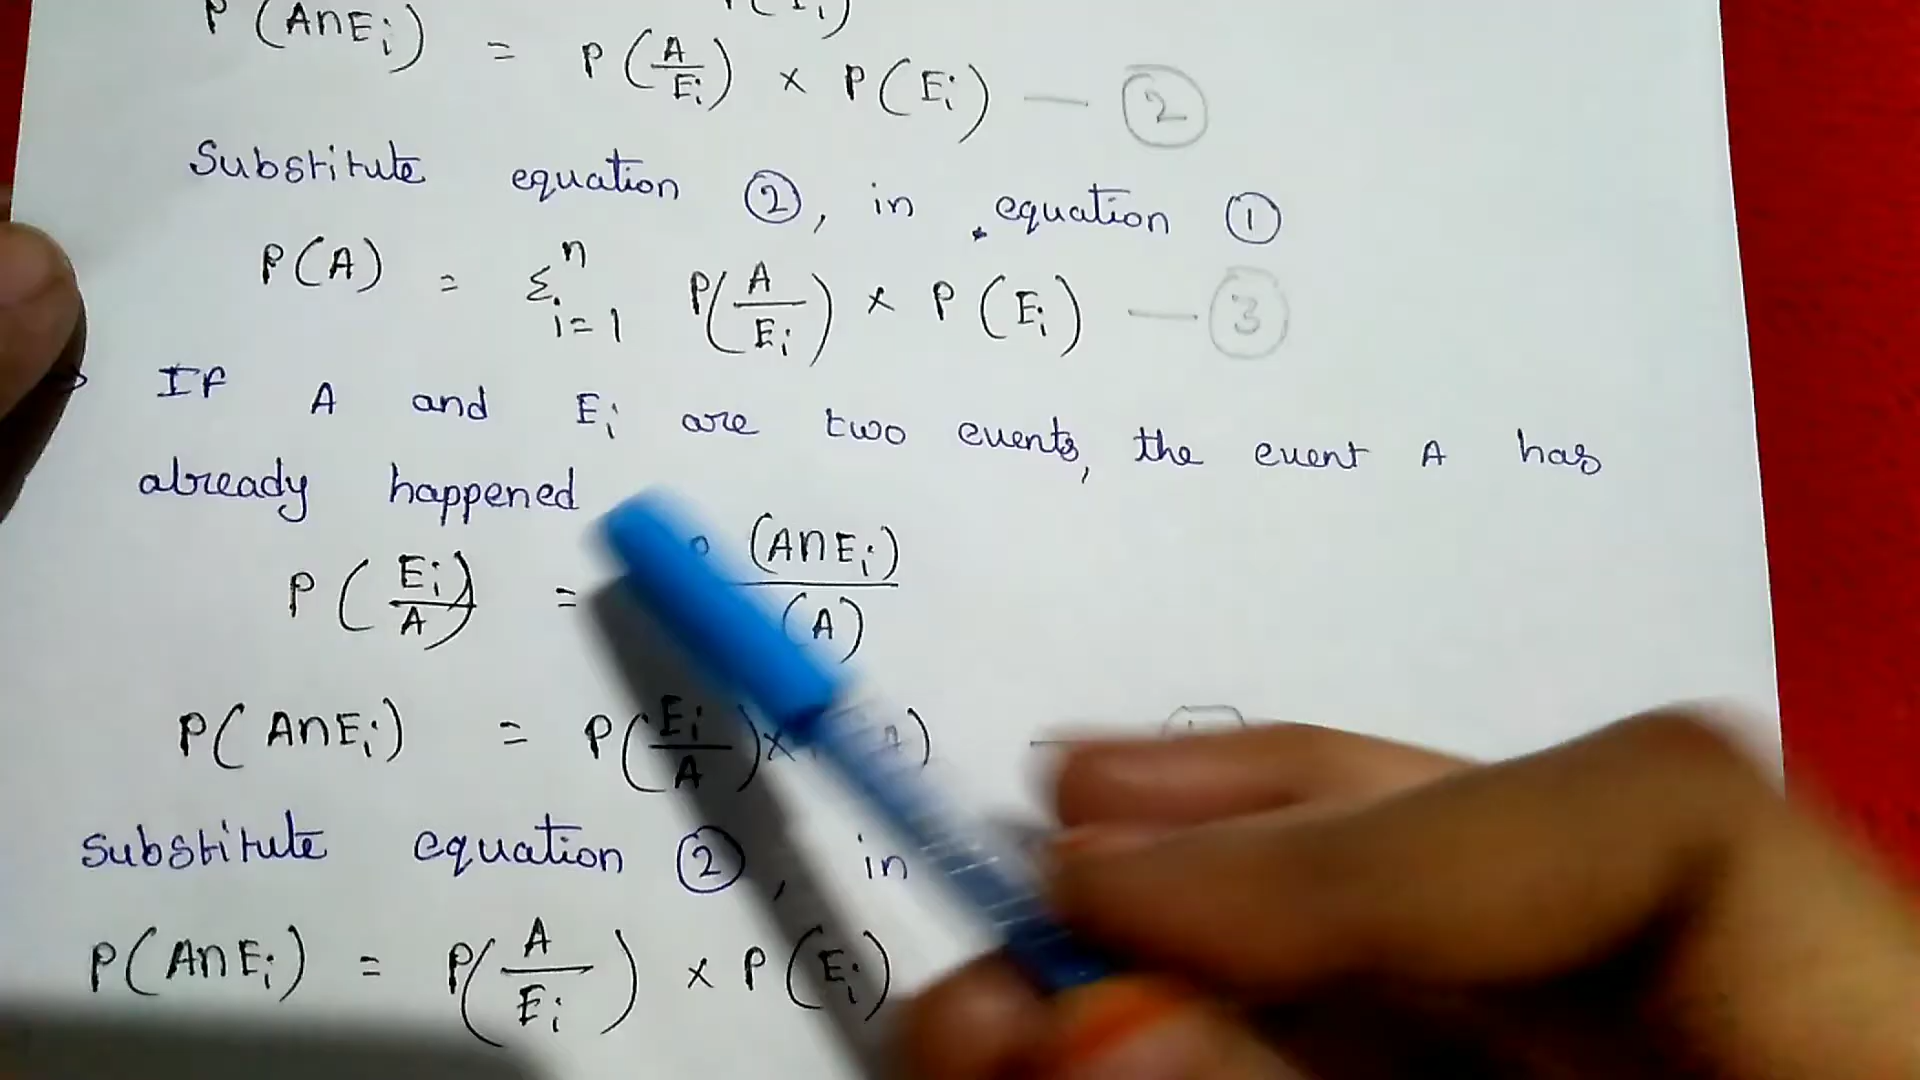 P(A∩Ei) = P(A/Ei) × P(Ei) — ②
Substitute equation ②, in equation ①
P(A) = Σ i=1 n P(A/Ei) × P(Ei) — ③
If A and Ei are two events, the event A has
already happened
P(Ei/A) = (A∩Ei)/(A)
P(A∩Ei) = P(Ei/A) ×
Substitute equation ②, in
P(A∩Ei) = P(A/Ei) × P(Ei)